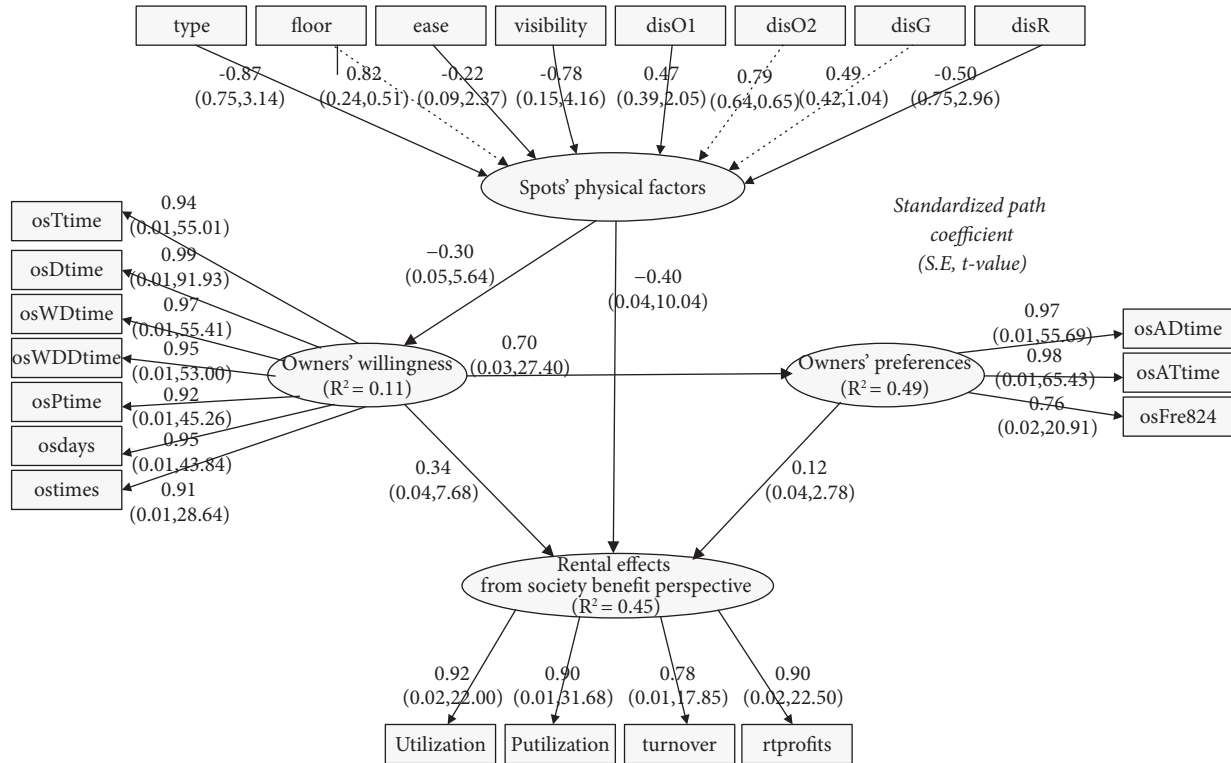 type
floor
ease
visibility
disO1
disO2
disG
disR
-0.87
(0.75,3.14)
0.82
(0.24,0.51)
-0.22
(0.09,2.37)
-0.78
(0.15,4.16)
0.47
(0.39,2.05)
0.79
(0.64,0.65)
0.49
(0.42,1.04)
-0.50
(0.75,2.96)
Spots’ physical factors
Standardized path
coefficient
(S.E, t-value)
−0.30
(0.05,5.64)
−0.40
(0.04,10.04)
osTtime
osDtime
osWDtime
osWDDtime
osPtime
osdays
ostimes
0.94
(0.01,55.01)
0.99
(0.01,91.93)
0.97
(0.01,55.41)
0.95
(0.01,53.00)
0.92
(0.01,45.26)
0.95
(0.01,43.84)
0.91
(0.01,28.64)
Owners’ willingness
(R² = 0.11)
0.70
(0.03,27.40)
Owners’ preferences
(R² = 0.49)
0.97
(0.01,55.69)
0.98
(0.01,65.43)
0.76
(0.02,20.91)
osADtime
osATtime
osFre824
0.34
(0.04,7.68)
0.12
(0.04,2.78)
Rental effects
from society benefit perspective
(R² = 0.45)
0.92
(0.02,22.00)
0.90
(0.01,31.68)
0.78
(0.01,17.85)
0.90
(0.02,22.50)
Utilization
Putilization
turnover
rtprofits